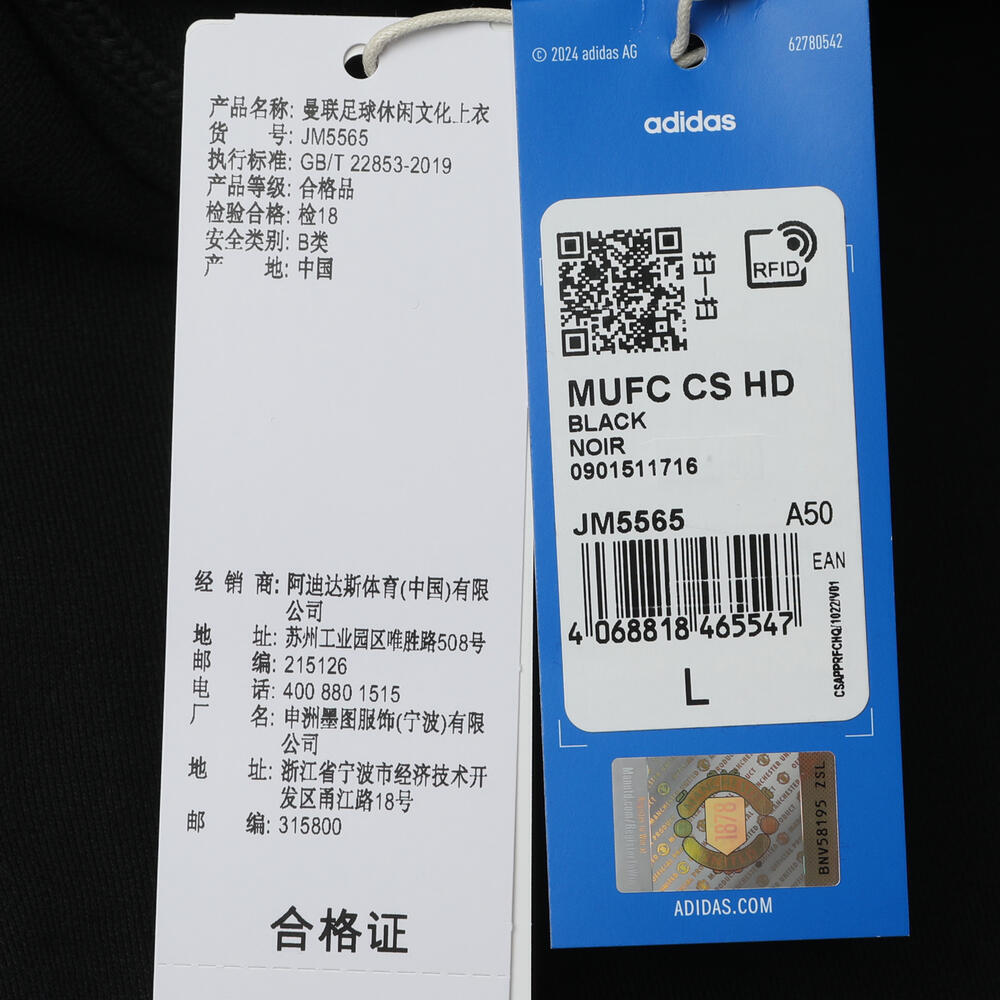 产品名称: 曼联足球休闲文化上衣
货 号: JM5565
执行标准: GB/T 22853-2019
产品等级: 合格品
检验合格: 检18
安全类别: B类
产 地: 中国
经 销 商: 阿迪达斯体育(中国)有限
公司
地 址: 苏州工业园区唯胜路508号
邮 编: 215126
电 话: 400 880 1515
厂 名: 申洲墨图服饰(宁波)有限
公司
地 址: 浙江省宁波市经济技术开
发区甬江路18号
邮 编: 315800
合格证
© 2024 adidas AG
62780542
adidas
扫一扫
RFID
MUFC CS HD
BLACK
NOIR
0901511716
JM5565 A50
EAN
4 068818 465547
CSAPPRFCHQ/1022/V01
L
1878
BNV58195 ZSL
ADIDAS.COM